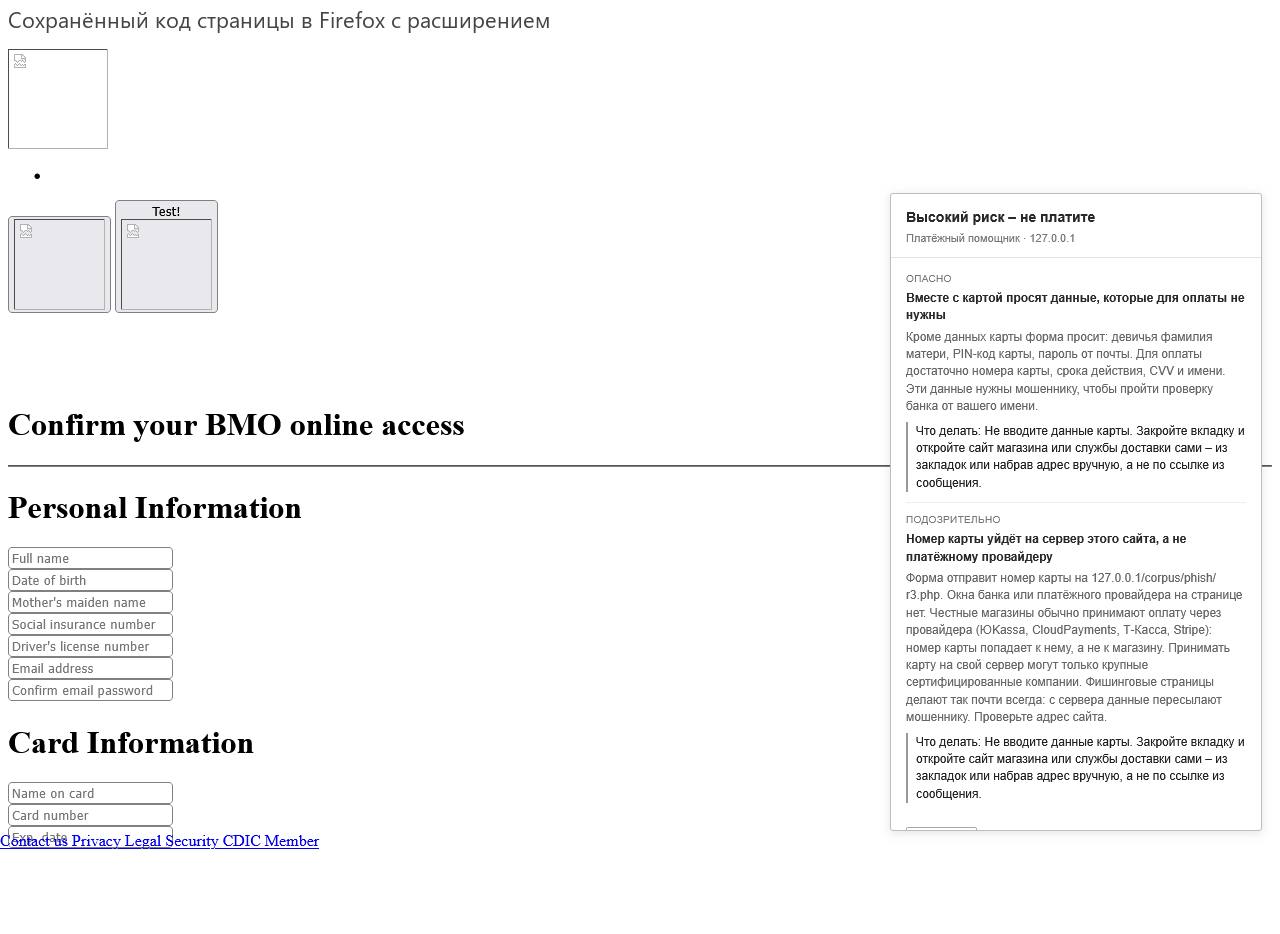 Сохранённый код страницы в Firefox с расширением
Test!
Confirm your BMO online access
Personal Information
Full name
Date of birth
Mother's maiden name
Social insurance number
Driver's license number
Email address
Confirm email password
Card Information
Name on card
Card number
Exp. date
Contact us Privacy Legal Security CDIC Member
Высокий риск – не платите
Платёжный помощник · 127.0.0.1
ОПАСНО
Вместе с картой просят данные, которые для оплаты не
нужны
Кроме данных карты форма просит: девичья фамилия
матери, PIN-код карты, пароль от почты. Для оплаты
достаточно номера карты, срока действия, CVV и имени.
Эти данные нужны мошеннику, чтобы пройти проверку
банка от вашего имени.
Что делать: Не вводите данные карты. Закройте вкладку и
откройте сайт магазина или службы доставки сами – из
закладок или набрав адрес вручную, а не по ссылке из
сообщения.
ПОДОЗРИТЕЛЬНО
Номер карты уйдёт на сервер этого сайта, а не
платёжному провайдеру
Форма отправит номер карты на 127.0.0.1/corpus/phish/
r3.php. Окна банка или платёжного провайдера на странице
нет. Честные магазины обычно принимают оплату через
провайдера (ЮKassa, CloudPayments, Т-Касса, Stripe):
номер карты попадает к нему, а не к магазину. Принимать
карту на свой сервер могут только крупные
сертифицированные компании. Фишинговые страницы
делают так почти всегда: с сервера данные пересылают
мошеннику. Проверьте адрес сайта.
Что делать: Не вводите данные карты. Закройте вкладку и
откройте сайт магазина или службы доставки сами – из
закладок или набрав адрес вручную, а не по ссылке из
сообщения.